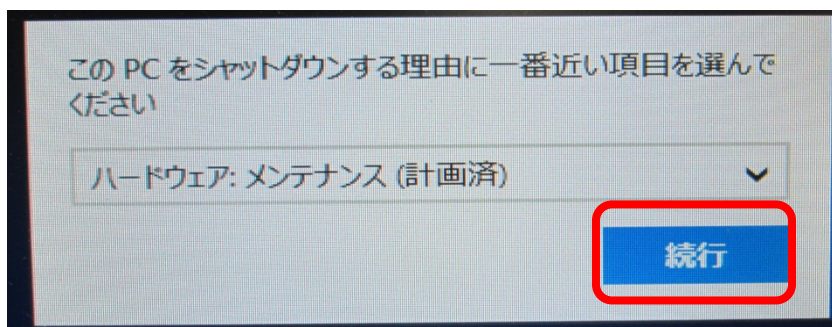 この PC をシャットダウンする理由に一番近い項目を選んで
ください
ハードウェア: メンテナンス (計画済)
続行